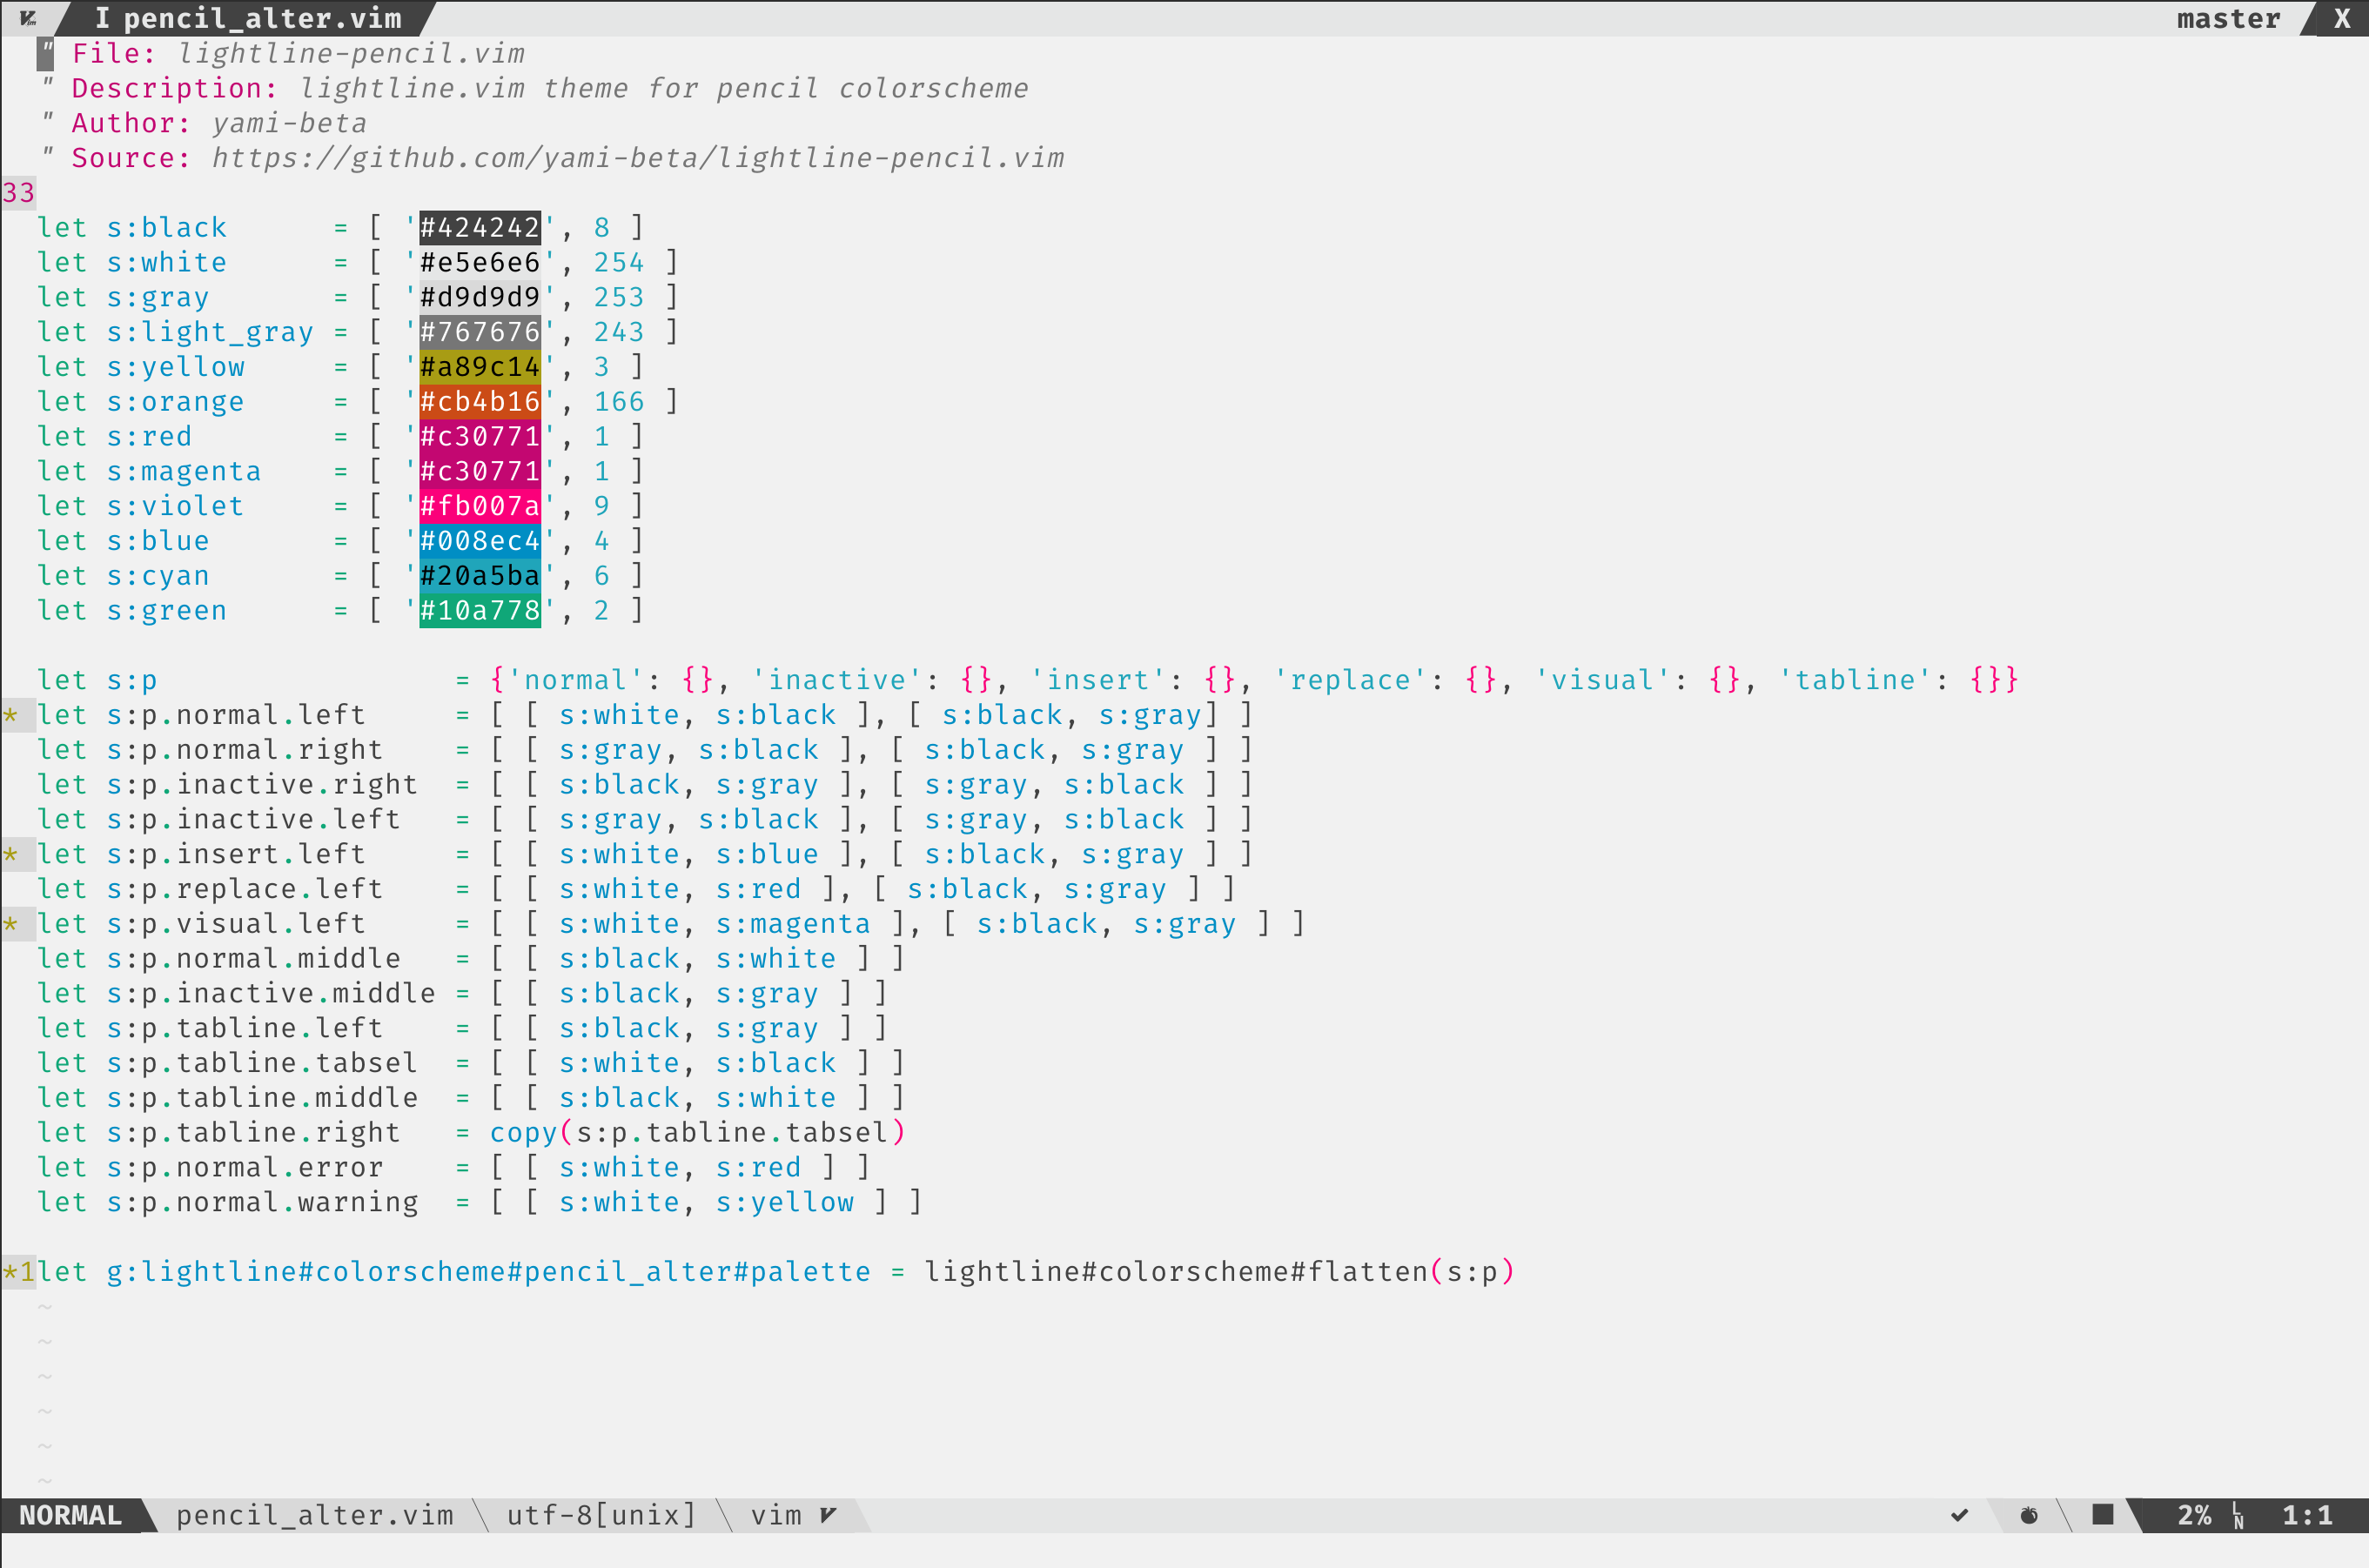 I pencil_alter.vim master X
" File: lightline-pencil.vim
" Description: lightline.vim theme for pencil colorscheme
" Author: yami-beta
" Source: https://github.com/yami-beta/lightline-pencil.vim
33
let s:black = [ '#424242', 8 ]
let s:white = [ '#e5e6e6', 254 ]
let s:gray = [ '#d9d9d9', 253 ]
let s:light_gray = [ '#767676', 243 ]
let s:yellow = [ '#a89c14', 3 ]
let s:orange = [ '#cb4b16', 166 ]
let s:red = [ '#c30771', 1 ]
let s:magenta = [ '#c30771', 1 ]
let s:violet = [ '#fb007a', 9 ]
let s:blue = [ '#008ec4', 4 ]
let s:cyan = [ '#20a5ba', 6 ]
let s:green = [ '#10a778', 2 ]
let s:p = {'normal': {}, 'inactive': {}, 'insert': {}, 'replace': {}, 'visual': {}, 'tabline': {}}
* let s:p.normal.left = [ [ s:white, s:black ], [ s:black, s:gray] ]
let s:p.normal.right = [ [ s:gray, s:black ], [ s:black, s:gray ] ]
let s:p.inactive.right = [ [ s:black, s:gray ], [ s:gray, s:black ] ]
let s:p.inactive.left = [ [ s:gray, s:black ], [ s:gray, s:black ] ]
* let s:p.insert.left = [ [ s:white, s:blue ], [ s:black, s:gray ] ]
let s:p.replace.left = [ [ s:white, s:red ], [ s:black, s:gray ] ]
* let s:p.visual.left = [ [ s:white, s:magenta ], [ s:black, s:gray ] ]
let s:p.normal.middle = [ [ s:black, s:white ] ]
let s:p.inactive.middle = [ [ s:black, s:gray ] ]
let s:p.tabline.left = [ [ s:black, s:gray ] ]
let s:p.tabline.tabsel = [ [ s:white, s:black ] ]
let s:p.tabline.middle = [ [ s:black, s:white ] ]
let s:p.tabline.right = copy(s:p.tabline.tabsel)
let s:p.normal.error = [ [ s:white, s:red ] ]
let s:p.normal.warning = [ [ s:white, s:yellow ] ]
*1let g:lightline#colorscheme#pencil_alter#palette = lightline#colorscheme#flatten(s:p)
~
~
~
~
~
~
NORMAL pencil_alter.vim utf-8[unix] vim 2% LN 1:1